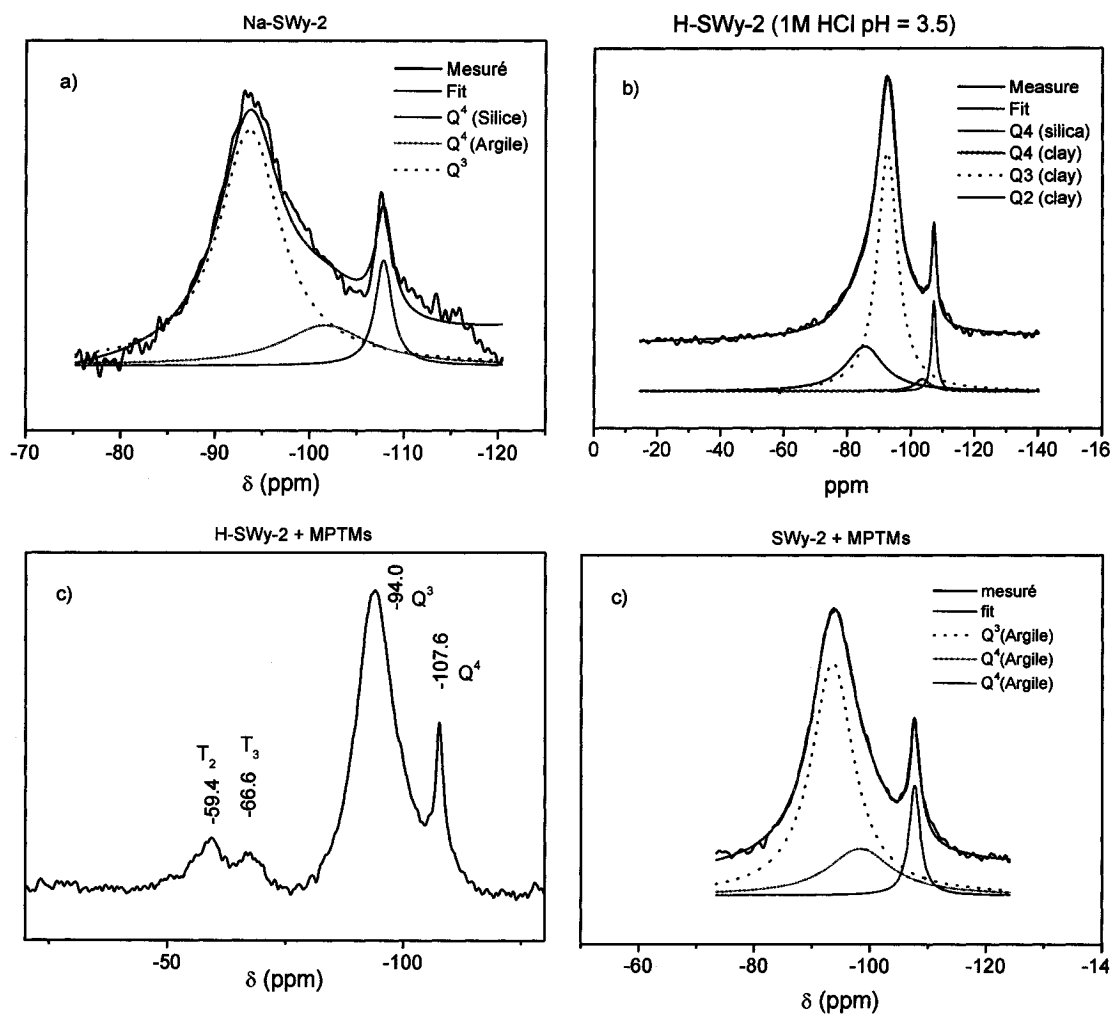 Na-SWy-2
a)
Mesuré
Fit
Q⁴ (Silice)
Q⁴ (Argile)
Q³
-70 -80 -90 -100 -110 -120
δ (ppm)
H-SWy-2 (1M HCl pH = 3.5)
b)
Measure
Fit
Q4 (silica)
Q4 (clay)
Q3 (clay)
Q2 (clay)
0 -20 -40 -60 -80 -100 -120 -140 -16
ppm
H-SWy-2 + MPTMs
c)
-94.0
Q³
-107.6
Q⁴
T₂
-59.4
T₃
-66.6
-50 -100
δ (ppm)
SWy-2 + MPTMs
c)
mesuré
fit
Q³(Argile)
Q⁴(Argile)
Q⁴(Argile)
-60 -80 -100 -120 -14
δ (ppm)